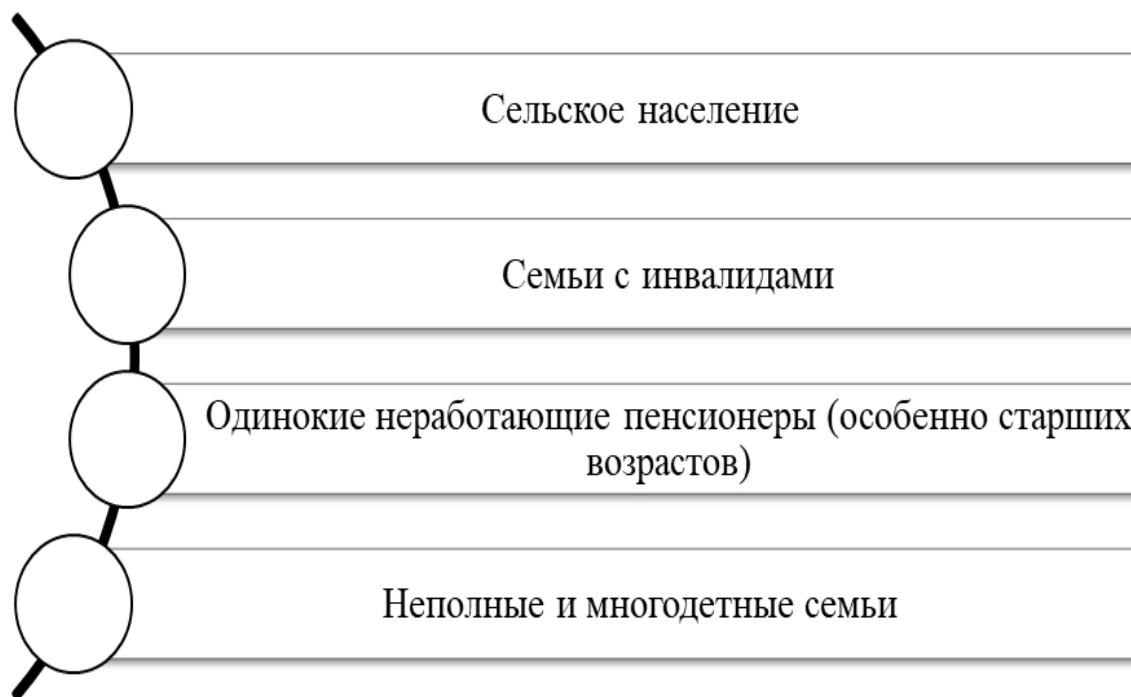 Сельское население
Семьи с инвалидами
Одинокие неработающие пенсионеры (особенно старших
возрастов)
Неполные и многодетные семьи